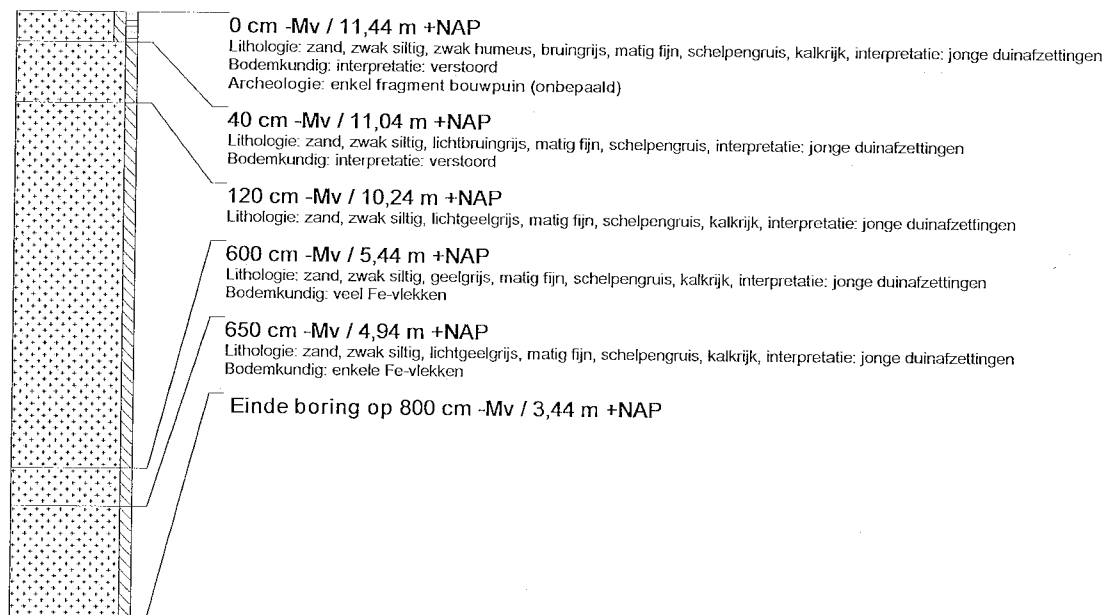 0 cm -Mv / 11,44 m +NAP
Lithologie: zand, zwak siltig, zwak humeus, bruingrijs, matig fijn, schelpengruis, kalkrijk, interpretatie: jonge duinafzettingen
Bodemkundig: interpretatie: verstoord
Archeologie: enkel fragment bouwpuin (onbepaald)
40 cm -Mv / 11,04 m +NAP
Lithologie: zand, zwak siltig, lichtbruingrijs, matig fijn, schelpengruis, interpretatie: jonge duinafzettingen
Bodemkundig: interpretatie: verstoord
120 cm -Mv / 10,24 m +NAP
Lithologie: zand, zwak siltig, lichtgeelgrijs, matig fijn, schelpengruis, kalkrijk, interpretatie: jonge duinafzettingen
600 cm -Mv / 5,44 m +NAP
Lithologie: zand, zwak siltig, geelgrijs, matig fijn, schelpengruis, kalkrijk, interpretatie: jonge duinafzettingen
Bodemkundig: veel Fe-vlekken
650 cm -Mv / 4,94 m +NAP
Lithologie: zand, zwak siltig, lichtgeelgrijs, matig fijn, schelpengruis, kalkrijk, interpretatie: jonge duinafzettingen
Bodemkundig: enkele Fe-vlekken
Einde boring op 800 cm -Mv / 3,44 m +NAP